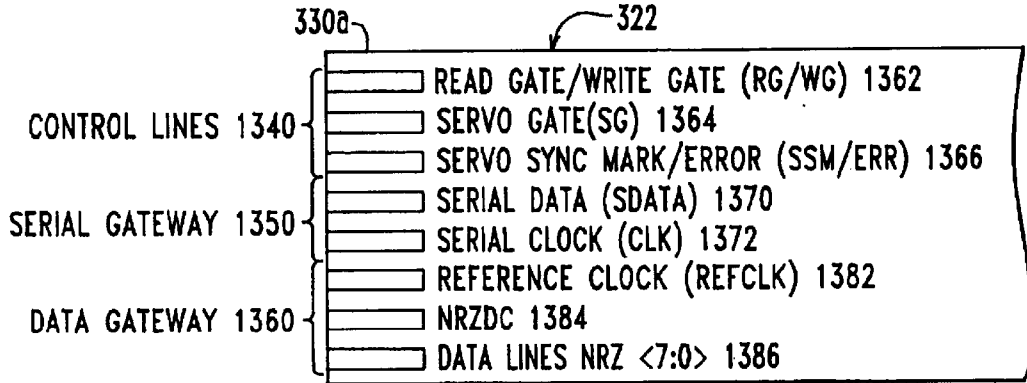 330a 322
READ GATE/WRITE GATE (RG/WG) 1362
CONTROL LINES 1340 SERVO GATE(SG) 1364
SERVO SYNC MARK/ERROR (SSM/ERR) 1366
SERIAL DATA (SDATA) 1370
SERIAL GATEWAY 1350 SERIAL CLOCK (CLK) 1372
REFERENCE CLOCK (REFCLK) 1382
DATA GATEWAY 1360 NRZDC 1384
DATA LINES NRZ <7:0> 1386